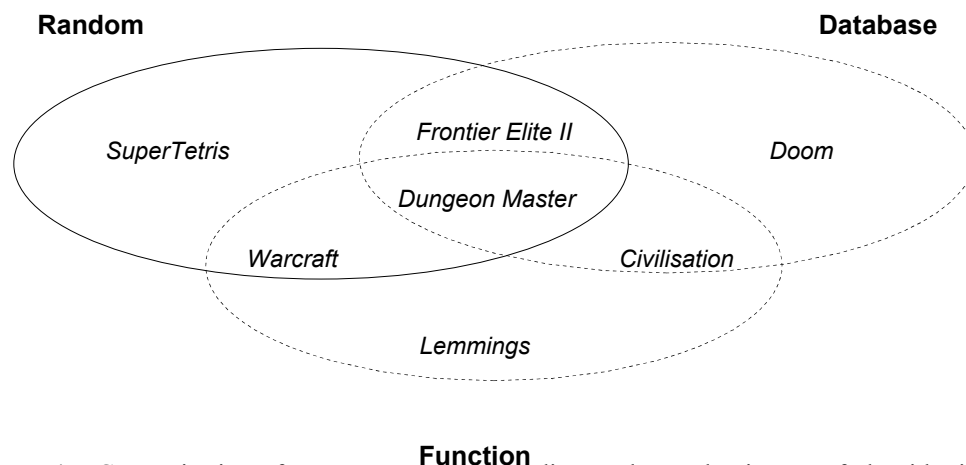 Random Database
Frontier Elite II
SuperTetris Doom
Dungeon Master
Warcraft Civilisation
Lemmings
Function